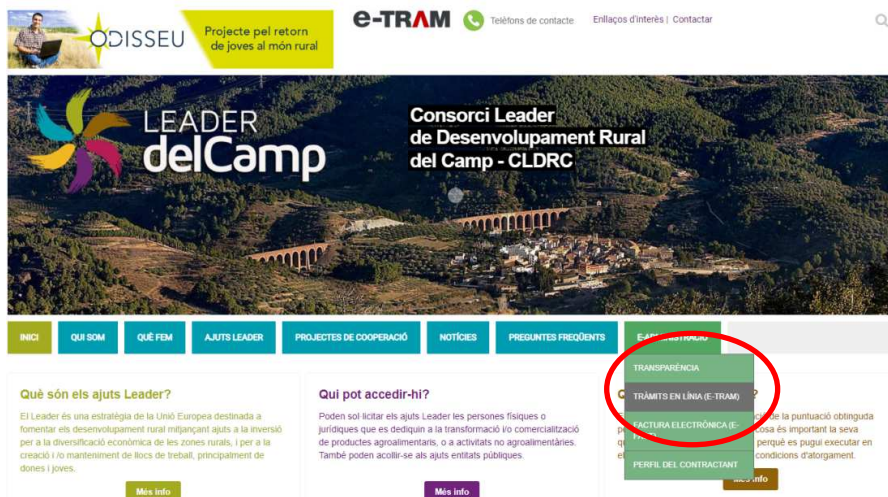 ODISSEU
Projecte pel retorn
de joves al món rural
e-TRAM
Telèfons de contacte
Enllaços d'interès | Contactar
LEADER
delCamp
Consorci Leader
de Desenvolupament Rural
del Camp - CLDRC
INICI
QUI SOM
QUÈ FEM
AJUTS LEADER
PROJECTES DE COOPERACIÓ
NOTÍCIES
PREGUNTES FREQÜENTS
TRANSPARÈNCIA
TRÀMITS EN LÍNIA (E-TRAM)
FACTURA ELECTRÒNICA (E-
PERFIL DEL CONTRACTANT
Què són els ajuts Leader?
El Leader és una estratègia de la Unió Europea destinada a
fomentar els desenvolupament rural mitjançant ajuts a la inversió
per a la diversificació econòmica de les zones rurals, i per a la
creació i /o manteniment de llocs de treball, principalment de
dones i joves.
Més info
Qui pot accedir-hi?
Poden sol·licitar els ajuts Leader les persones físiques o
jurídiques que es dediquin a la transformació i/o comercialització
de productes agroalimentaris, o a activitats no agroalimentàries.
També poden acollir-se als ajuts entitats públiques.
Més info
de la puntuació obtinguda
cosa és important la seva
perquè es pugui executar en
condicions d'atorgament.
info